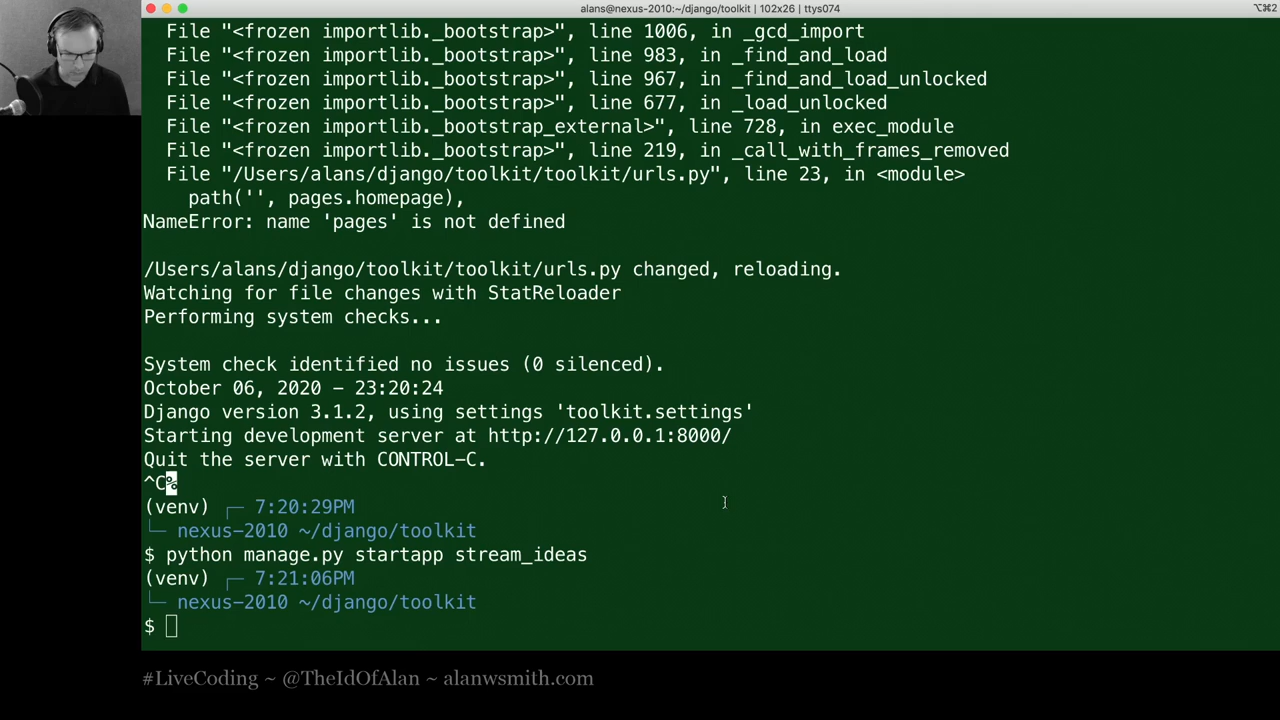 alans@nexus-2010:~/django/toolkit | 102x26 | ttys074
⌥⌘2
File "<frozen importlib._bootstrap>", line 1006, in _gcd_import
File "<frozen importlib._bootstrap>", line 983, in _find_and_load
File "<frozen importlib._bootstrap>", line 967, in _find_and_load_unlocked
File "<frozen importlib._bootstrap>", line 677, in _load_unlocked
File "<frozen importlib._bootstrap_external>", line 728, in exec_module
File "<frozen importlib._bootstrap>", line 219, in _call_with_frames_removed
File "/Users/alans/django/toolkit/toolkit/urls.py", line 23, in <module>
path('', pages.homepage),
NameError: name 'pages' is not defined
/Users/alans/django/toolkit/toolkit/urls.py changed, reloading.
Watching for file changes with StatReloader
Performing system checks...
System check identified no issues (0 silenced).
October 06, 2020 - 23:20:24
Django version 3.1.2, using settings 'toolkit.settings'
Starting development server at http://127.0.0.1:8000/
Quit the server with CONTROL-C.
^C%
(venv) ┌─ 7:20:29PM
└─ nexus-2010 ~/django/toolkit
$ python manage.py startapp stream_ideas
(venv) ┌─ 7:21:06PM
└─ nexus-2010 ~/django/toolkit
$
#LiveCoding ~ @TheIdOfAlan ~ alanwsmith.com